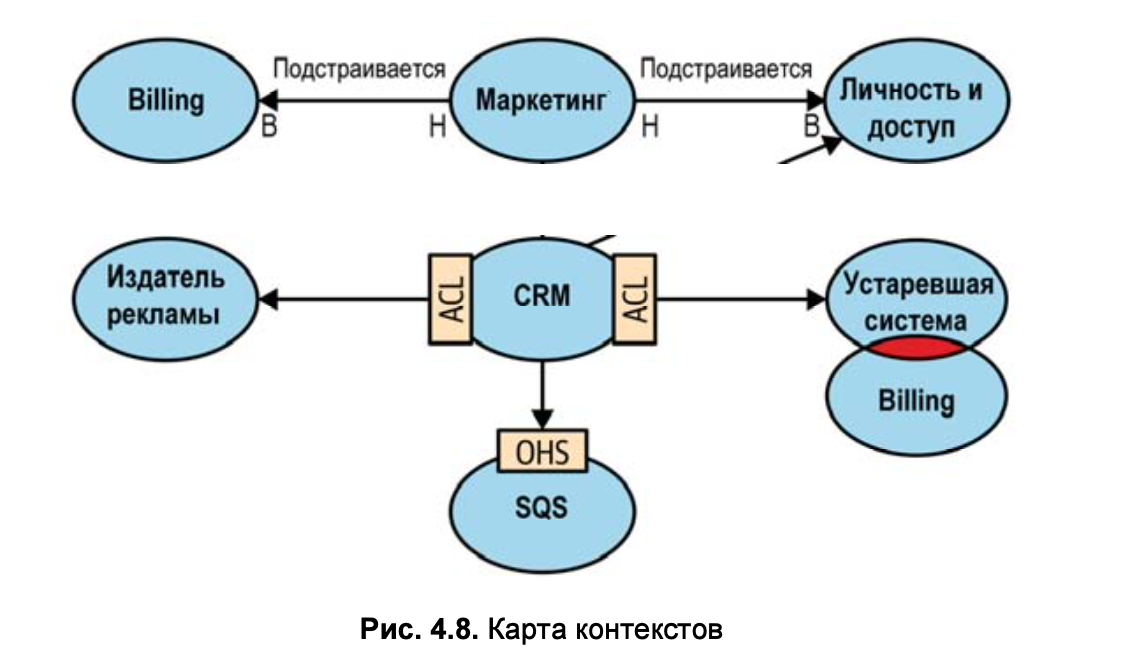 Подстраивается
Подстраивается
Billing
Маркетинг
Личность и
доступ
В
Н
Н
В
Издатель
рекламы
ACL
CRM
ACL
Устаревшая
система
Billing
OHS
SQS
Рис. 4.8. Карта контекстов